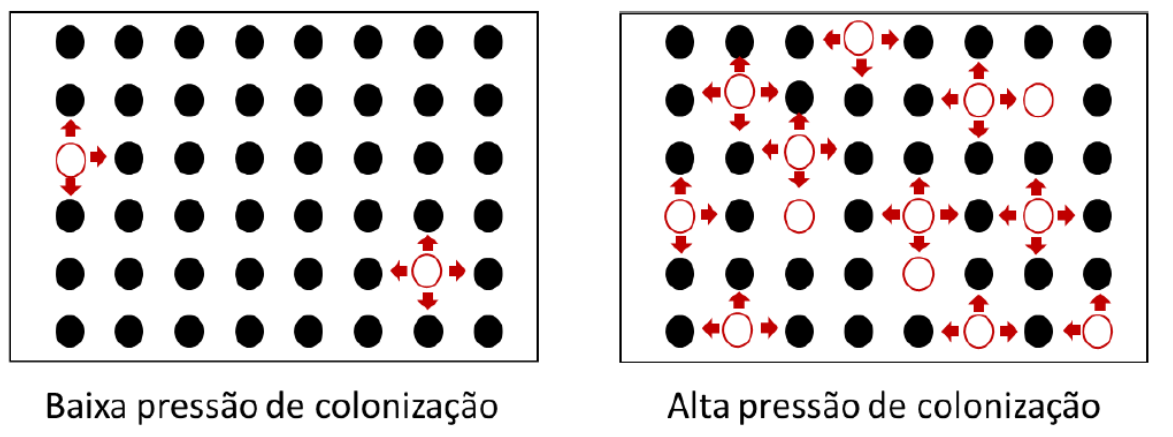 Baixa pressão de colonização
Alta pressão de colonização